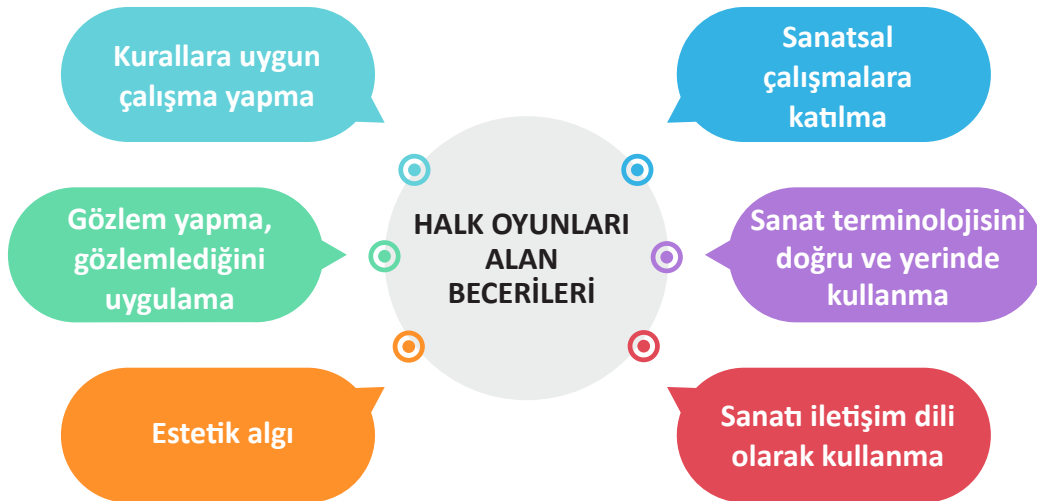 Kurallara uygun
çalışma yapma
Sanatsal
çalışmalara
katılma
Gözlem yapma,
gözlemlediğini
uygulama
HALK OYUNLARI
ALAN
BECERİLERİ
Sanat terminolojisini
doğru ve yerinde
kullanma
Estetik algı
Sanatı iletişim dili
olarak kullanma